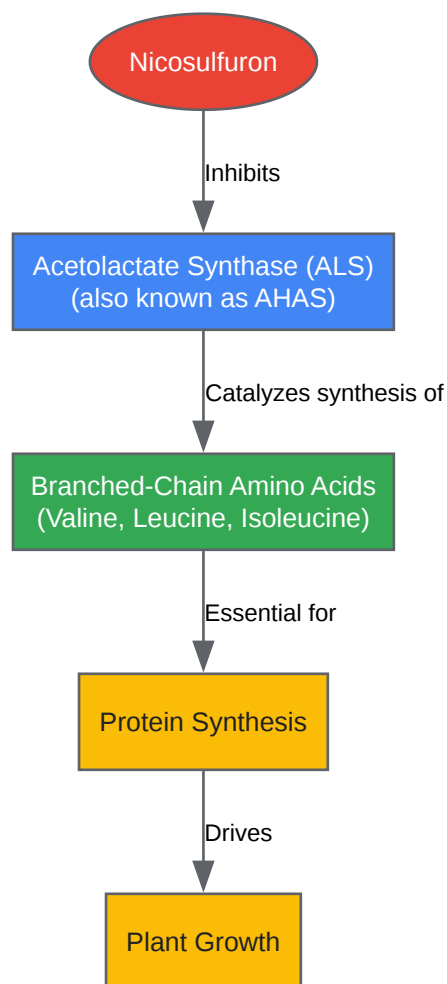 Nicosulfuron
Inhibits
Acetolactate Synthase (ALS)
(also known as AHAS)
Catalyzes synthesis of
Branched-Chain Amino Acids
(Valine, Leucine, Isoleucine)
Essential for
Protein Synthesis
Drives
Plant Growth